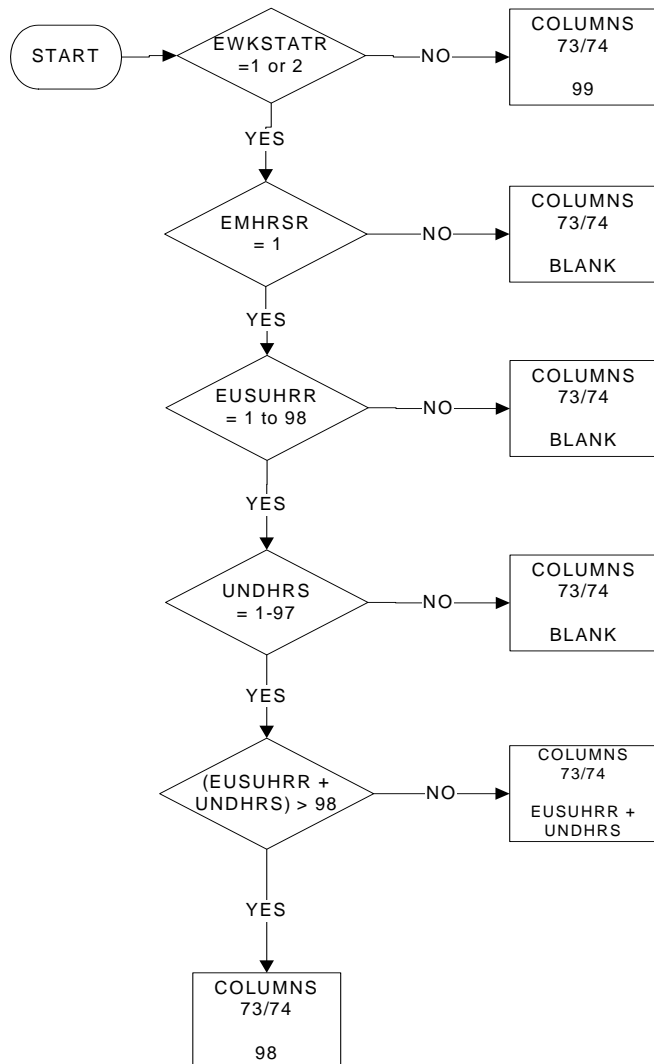 START
EWKSTATR
=1 or 2
NO
COLUMNS
73/74
99
YES
EMHRSR
= 1
NO
COLUMNS
73/74
BLANK
YES
EUSUHRR
= 1 to 98
NO
COLUMNS
73/74
BLANK
YES
UNDHRS
= 1-97
NO
COLUMNS
73/74
BLANK
YES
(EUSUHRR +
UNDHRS) > 98
NO
COLUMNS
73/74
EUSUHRR +
UNDHRS
YES
COLUMNS
73/74
98